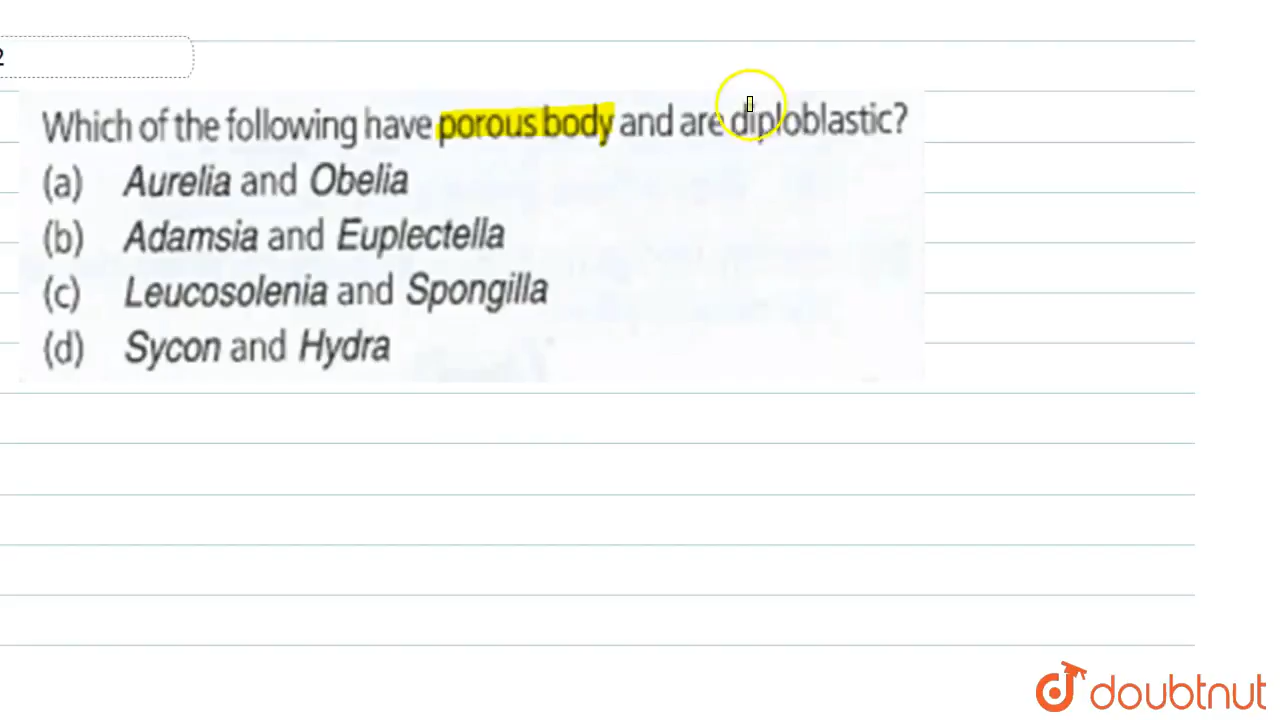 2
Which of the following have porous body and are diploblastic?
(a) Aurelia and Obelia
(b) Adamsia and Euplectella
(c) Leucosolenia and Spongilla
(d) Sycon and Hydra
doubtnut